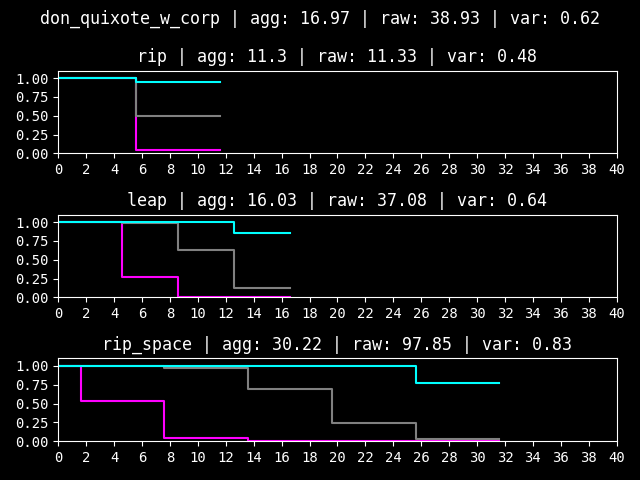 don_quixote_w_corp | agg: 16.97 | raw: 38.93 | var: 0.62
rip | agg: 11.3 | raw: 11.33 | var: 0.48
1.00
0.75
0.50
0.25
0.00
0 2 4 6 8 10 12 14 16 18 20 22 24 26 28 30 32 34 36 38 40
leap | agg: 16.03 | raw: 37.08 | var: 0.64
1.00
0.75
0.50
0.25
0.00
0 2 4 6 8 10 12 14 16 18 20 22 24 26 28 30 32 34 36 38 40
rip_space | agg: 30.22 | raw: 97.85 | var: 0.83
1.00
0.75
0.50
0.25
0.00
0 2 4 6 8 10 12 14 16 18 20 22 24 26 28 30 32 34 36 38 40